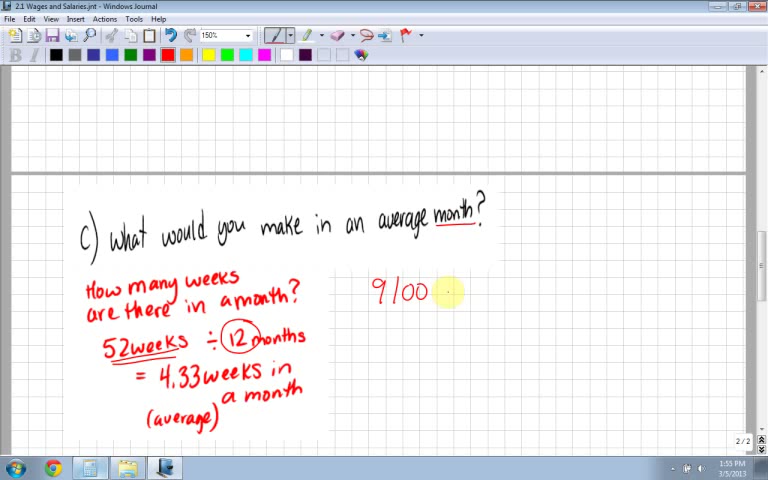 2.1 Wages and Salaries.jnt - Windows Journal
File Edit View Insert Actions Tools Help
150%
B I
c) What would you make in an average month?
How many weeks
are there in a month?
52 weeks ÷ 12 months
= 4.33 weeks in
a month
(average)
9100
2/2
1:55 PM
3/5/2013